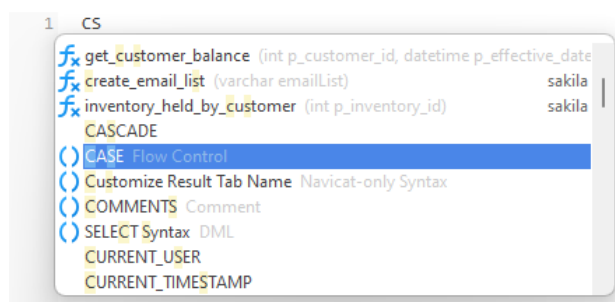 1 CS
get_customer_balance (int p_customer_id, datetime p_effective_date
create_email_list (varchar emailList) sakila
inventory_held_by_customer (int p_inventory_id) sakila
CASCADE
() CASE Flow Control
() Customize Result Tab Name Navicat-only Syntax
() COMMENTS Comment
() SELECT Syntax DML
CURRENT_USER
CURRENT_TIMESTAMP